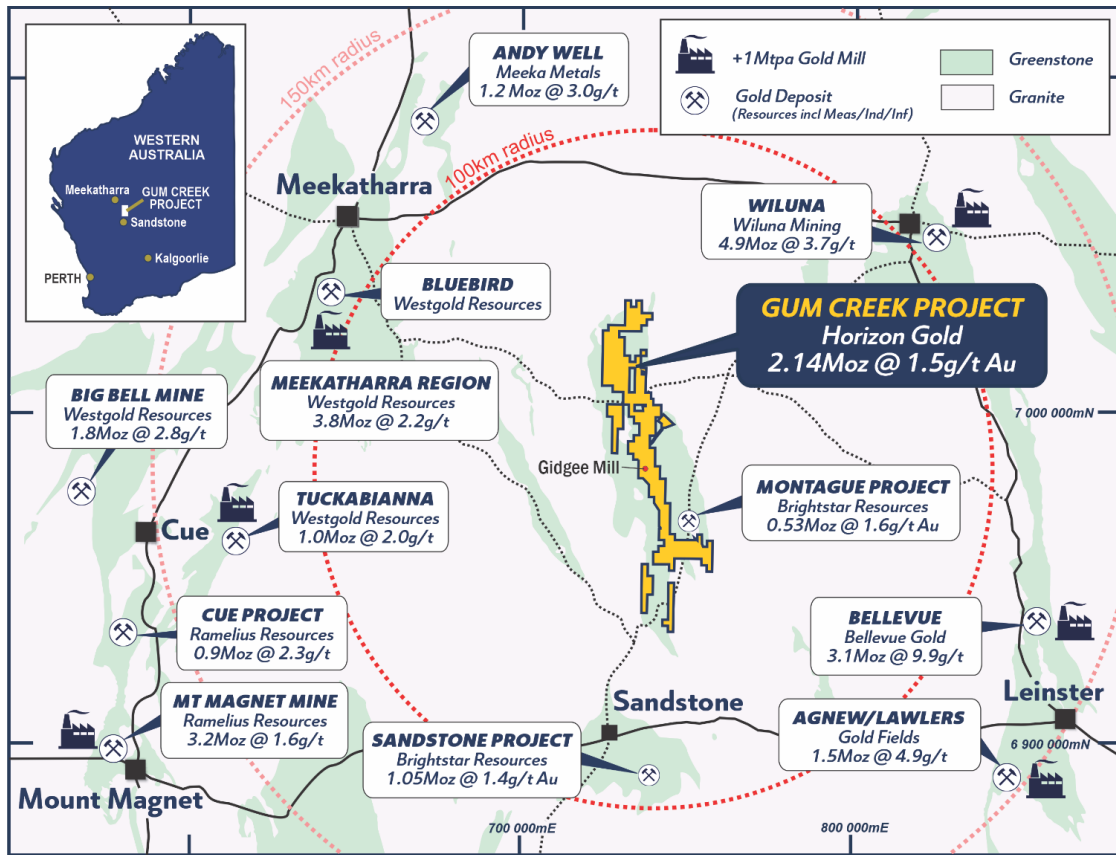 WESTERN
AUSTRALIA
Meekatharra
GUM CREEK
PROJECT
Sandstone
Kalgoorlie
PERTH
150km radius
ANDY WELL
Meeka Metals
1.2 Moz @ 3.0g/t
+1Mtpa Gold Mill
Gold Deposit
(Resources incl Meas/Ind/Inf)
Greenstone
Granite
100km radius
Meekatharra
WILUNA
Wiluna Mining
4.9Moz @ 3.7g/t
BLUEBIRD
Westgold Resources
GUM CREEK PROJECT
Horizon Gold
2.14Moz @ 1.5g/t Au
MEEKATHARRA REGION
Westgold Resources
3.8Moz @ 2.2g/t
BIG BELL MINE
Westgold Resources
1.8Moz @ 2.8g/t
7 000 000mN
Gidgee Mill
MONTAGUE PROJECT
Brightstar Resources
0.53Moz @ 1.6g/t Au
TUCKABIANNA
Westgold Resources
1.0Moz @ 2.0g/t
Cue
CUE PROJECT
Ramelius Resources
0.9Moz @ 2.3g/t
BELLEVUE
Bellevue Gold
3.1Moz @ 9.9g/t
MT MAGNET MINE
Ramelius Resources
3.2Moz @ 1.6g/t
Sandstone
Leinster
SANDSTONE PROJECT
Brightstar Resources
1.05Moz @ 1.4g/t Au
AGNEW/LAWLERS
Gold Fields
1.5Moz @ 4.9g/t
6 900 000mN
Mount Magnet
700 000mE
800 000mE